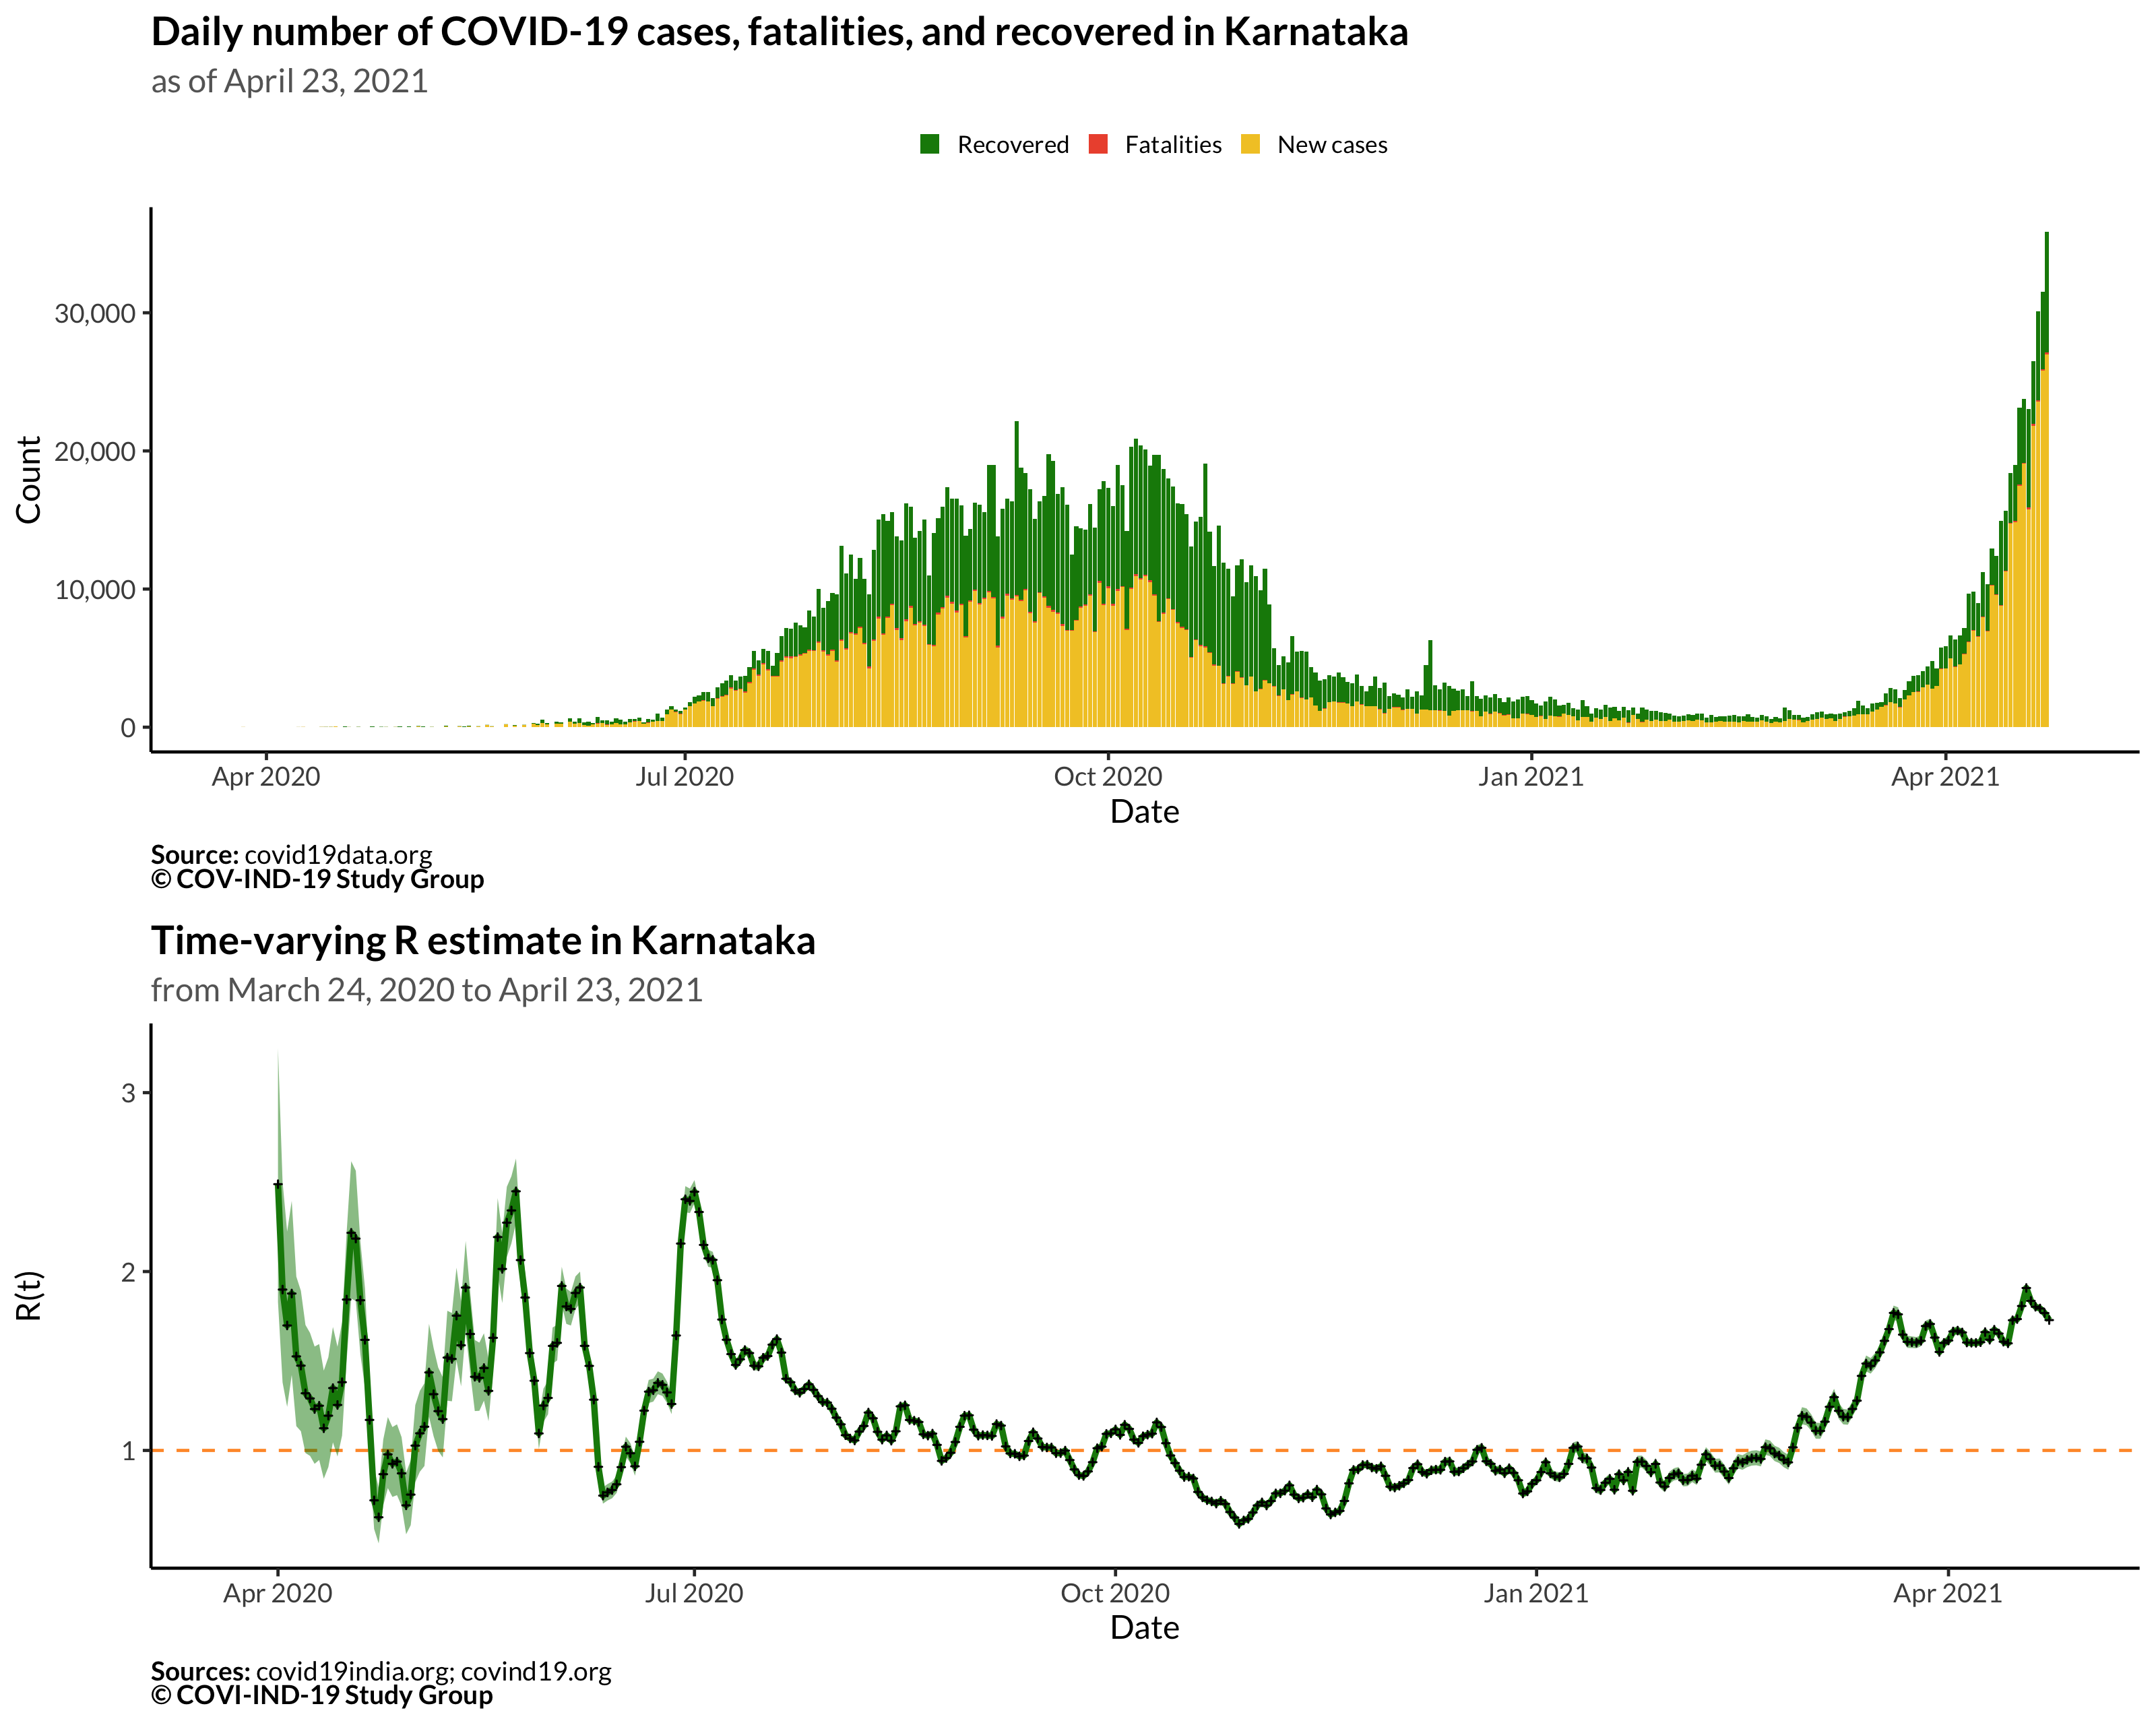 Daily number of COVID-19 cases, fatalities, and recovered in Karnataka
as of April 23, 2021
Recovered Fatalities New cases
Count
30,000
20,000
10,000
0
Apr 2020 Jul 2020 Oct 2020 Jan 2021 Apr 2021
Date
Source: covid19data.org
© COV-IND-19 Study Group
Time-varying R estimate in Karnataka
from March 24, 2020 to April 23, 2021
R(t)
3
2
1
Apr 2020 Jul 2020 Oct 2020 Jan 2021 Apr 2021
Date
Sources: covid19india.org; covind19.org
© COVI-IND-19 Study Group